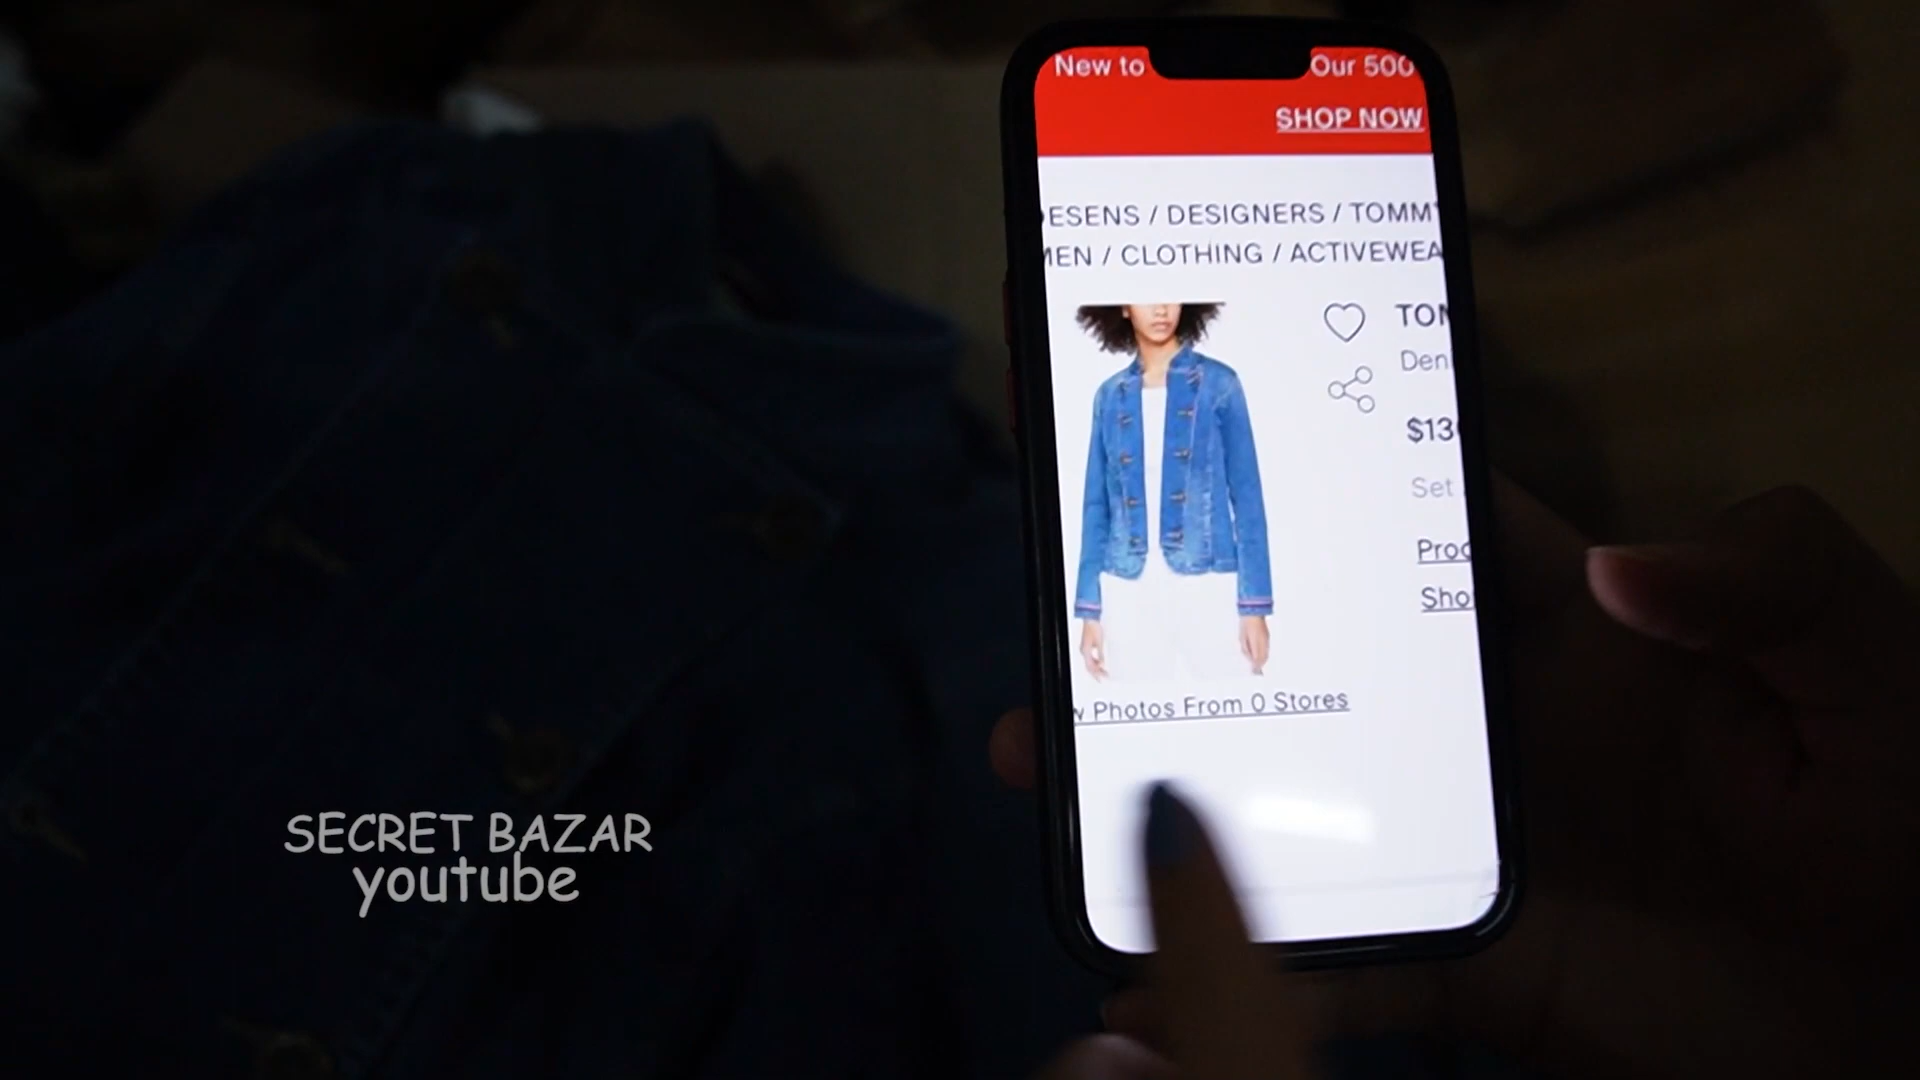 New to Our 500
SHOP NOW
ESENS / DESIGNERS / TOMM
MEN / CLOTHING / ACTIVEWEA
TOM
Den
$13
Set
Proc
Sho
w Photos From 0 Stores
SECRET BAZAR
youtube